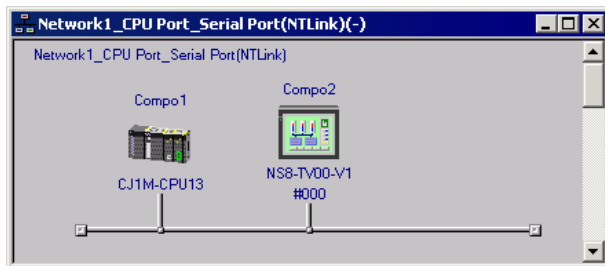 Network1_CPU Port_Serial Port(NTLink)(-)
Network1_CPU Port_Serial Port(NTLink)
Compo1
Compo2
CJ1M-CPU13
NS8-TV00-V1
#000